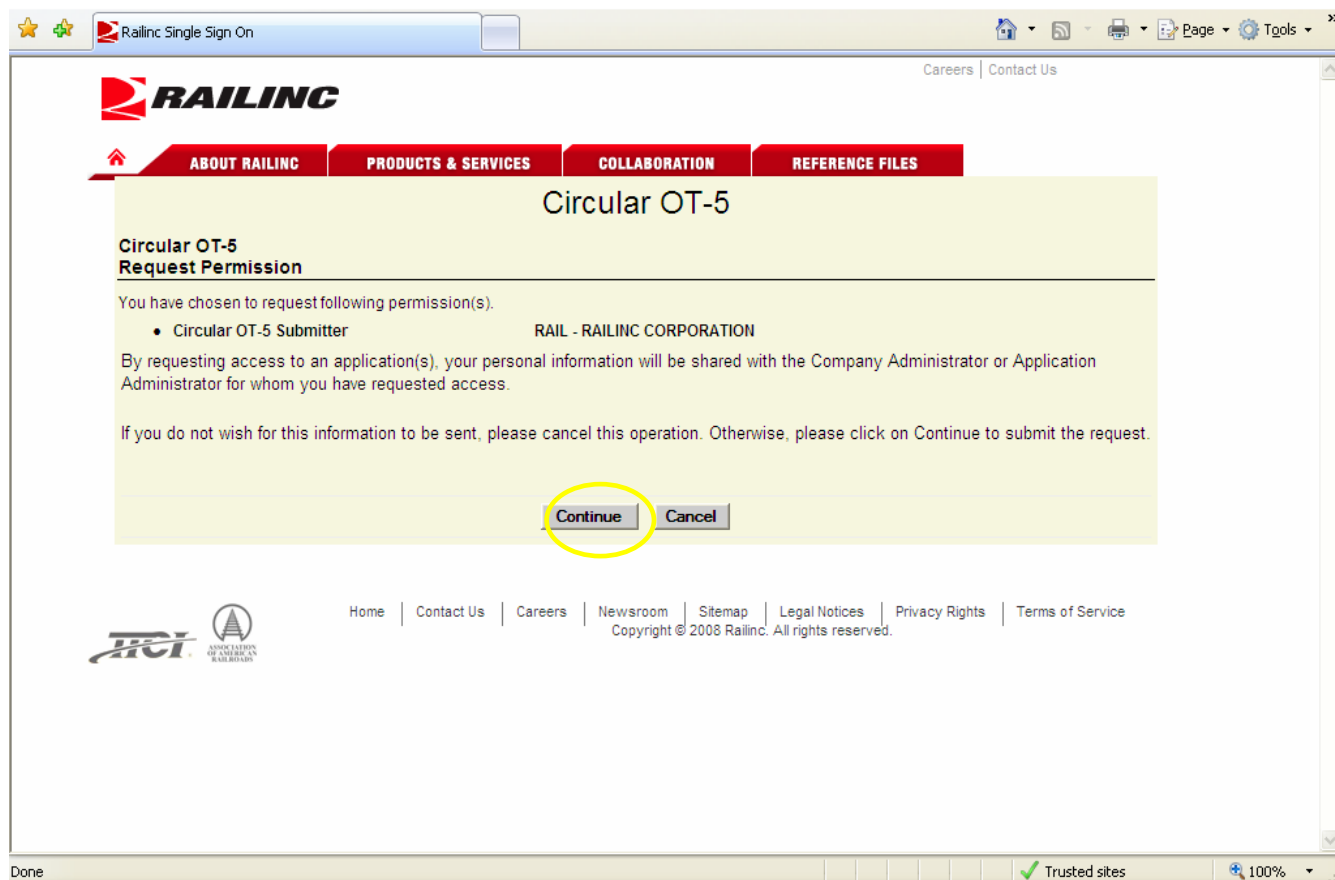 Railinc Single Sign On
»
Page
Tools
Careers | Contact Us
RAILINC
ABOUT RAILINC
PRODUCTS & SERVICES
COLLABORATION
REFERENCE FILES
Circular OT-5
Circular OT-5
Request Permission
You have chosen to request following permission(s).
• Circular OT-5 Submitter RAIL - RAILINC CORPORATION
By requesting access to an application(s), your personal information will be shared with the Company Administrator or Application
Administrator for whom you have requested access.
If you do not wish for this information to be sent, please cancel this operation. Otherwise, please click on Continue to submit the request.
Continue Cancel
Home | Contact Us | Careers | Newsroom | Sitemap | Legal Notices | Privacy Rights | Terms of Service
Copyright © 2008 Railinc. All rights reserved.
TTCI
ASSOCIATION
OF AMERICAN
RAILROADS
Done
Trusted sites
100%